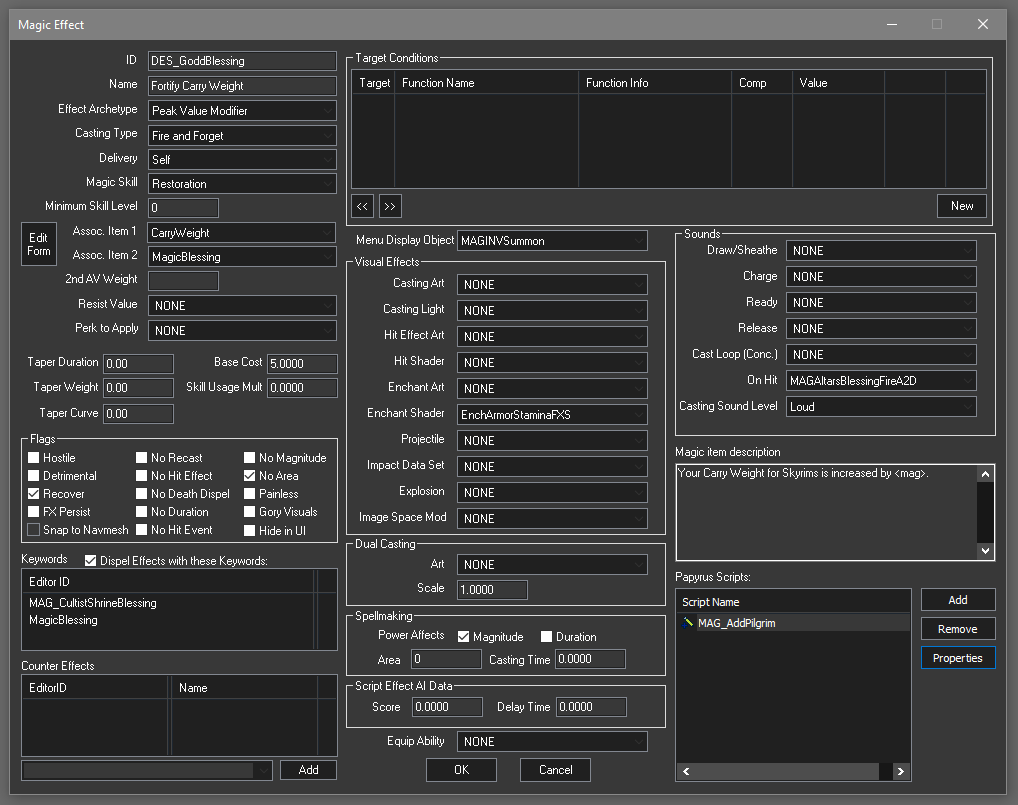 Magic Effect
ID DES_GoddBlessing
Name Fortify Carry Weight
Effect Archetype Peak Value Modifier
Casting Type Fire and Forget
Delivery Self
Magic Skill Restoration
Minimum Skill Level 0
Edit Form
Assoc. Item 1 CarryWeight
Assoc. Item 2 MagicBlessing
2nd AV Weight
Resist Value NONE
Perk to Apply NONE
Taper Duration 0.00 Base Cost 5.0000
Taper Weight 0.00 Skill Usage Mult 0.0000
Taper Curve 0.00
Flags
Hostile No Recast No Magnitude
Detrimental No Hit Effect No Area
Recover No Death Dispel Painless
FX Persist No Duration Gory Visuals
Snap to Navmesh No Hit Event Hide in UI
Keywords Dispel Effects with these Keywords:
Editor ID
MAG_CultistShrineBlessing
MagicBlessing
Counter Effects
EditorID Name
Add
Target Conditions
Target Function Name Function Info Comp Value
<< >> New
Menu Display Object MAGINVSummon
Visual Effects
Casting Art NONE
Casting Light NONE
Hit Effect Art NONE
Hit Shader NONE
Enchant Art NONE
Enchant Shader EnchArmorStaminaFXS
Projectile NONE
Impact Data Set NONE
Explosion NONE
Image Space Mod NONE
Dual Casting
Art NONE
Scale 1.0000
Spellmaking
Power Affects Magnitude Duration
Area 0 Casting Time 0.0000
Script Effect AI Data
Score 0.0000 Delay Time 0.0000
Equip Ability NONE
OK Cancel
Sounds
Draw/Sheathe NONE
Charge NONE
Ready NONE
Release NONE
Cast Loop (Conc.) NONE
On Hit MAGAltarsBlessingFireA2D
Casting Sound Level Loud
Magic item description
Your Carry Weight for Skyrims is increased by <mag>.
Papyrus Scripts:
Script Name
MAG_AddPilgrim
Add
Remove
Properties